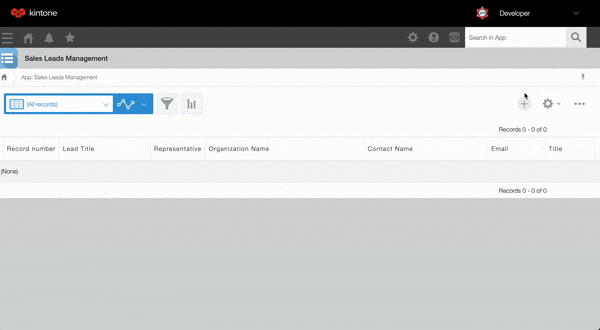 kintone
Developer
Search in App
Sales Leads Management
App: Sales Leads Management
(All records)
Records 0 - 0 of 0
Record number Lead Title Representative Organization Name Contact Name Email Title
(None)
Records 0 - 0 of 0